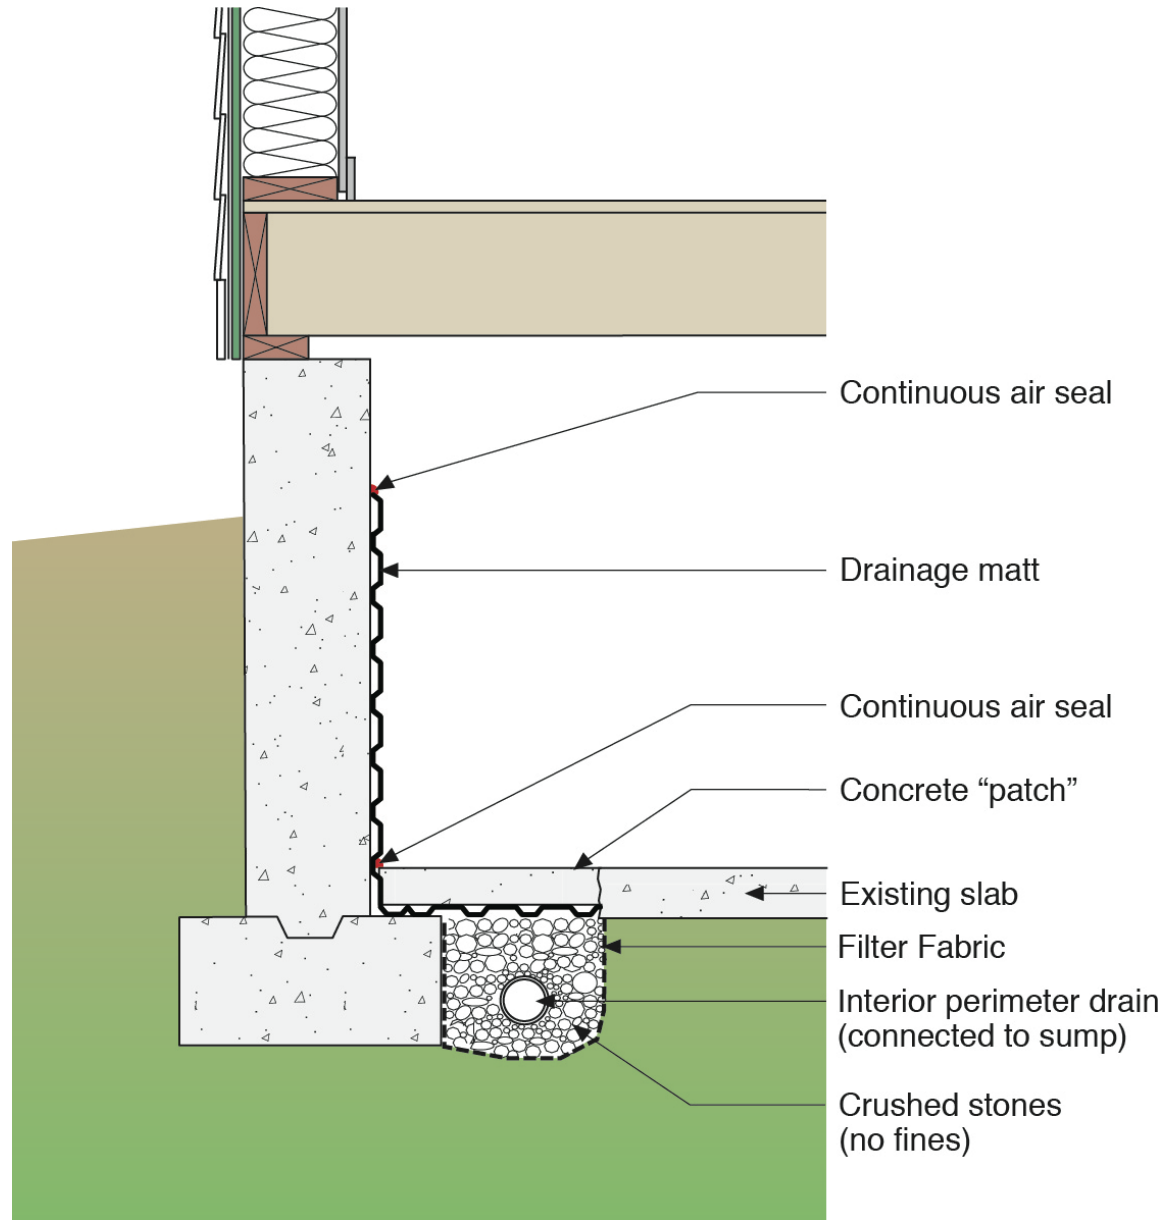 Continuous air seal
Drainage matt
Continuous air seal
Concrete “patch”
Existing slab
Filter Fabric
Interior perimeter drain
(connected to sump)
Crushed stones
(no fines)